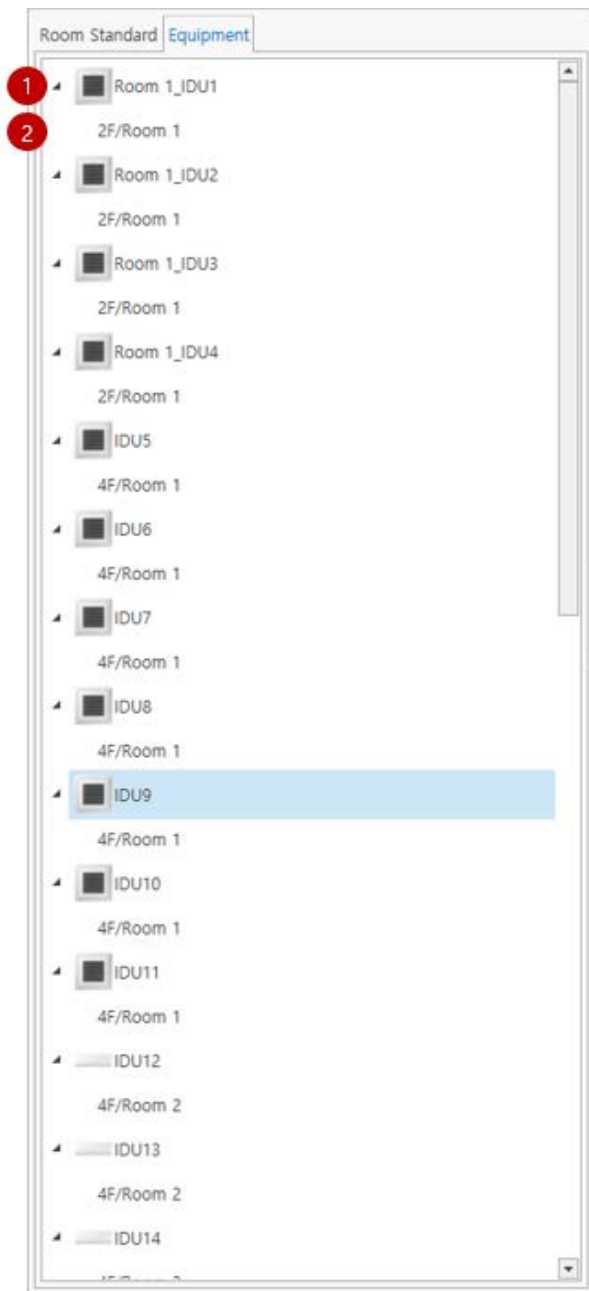 Room Standard Equipment
1 Room 1_IDU1
2 2F/Room 1
Room 1_IDU2
2F/Room 1
Room 1_IDU3
2F/Room 1
Room 1_IDU4
2F/Room 1
IDU5
4F/Room 1
IDU6
4F/Room 1
IDU7
4F/Room 1
IDU8
4F/Room 1
IDU9
4F/Room 1
IDU10
4F/Room 1
IDU11
4F/Room 1
IDU12
4F/Room 2
IDU13
4F/Room 2
IDU14